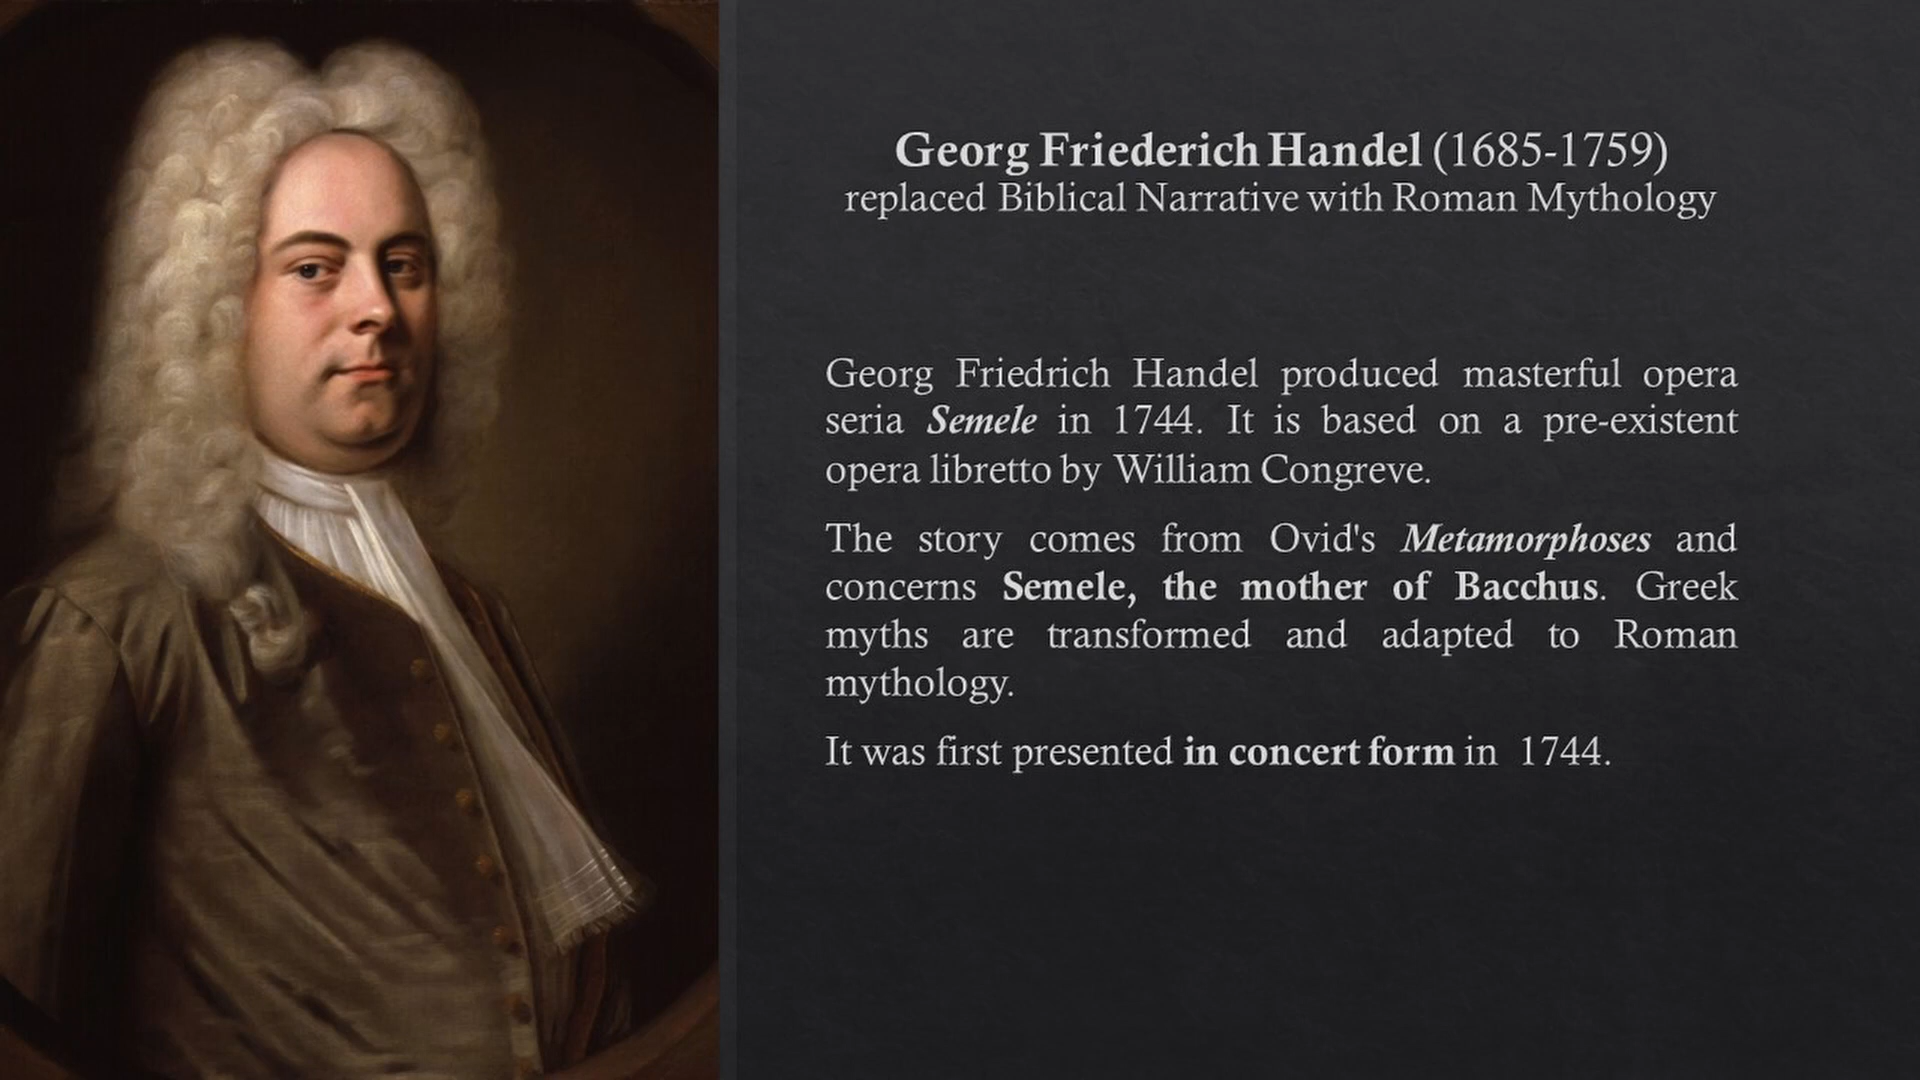 Georg Friederich Handel (1685-1759)
replaced Biblical Narrative with Roman Mythology
Georg Friedrich Handel produced masterful opera
seria Semele in 1744. It is based on a pre-existent
opera libretto by William Congreve.
The story comes from Ovid's Metamorphoses and
concerns Semele, the mother of Bacchus. Greek
myths are transformed and adapted to Roman
mythology.
It was first presented in concert form in 1744.